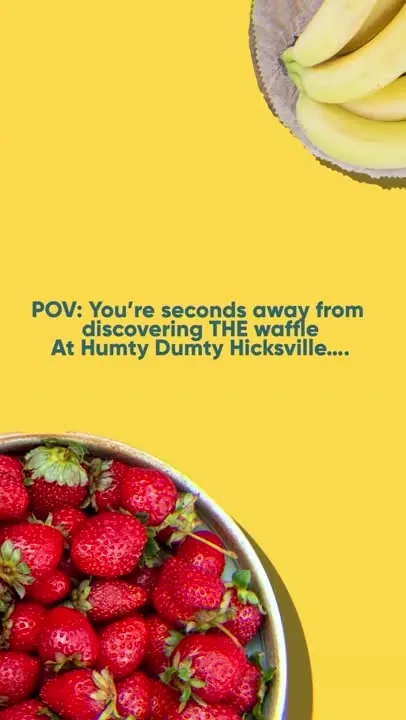 POV: You’re seconds away from
discovering THE waffle
At Humty Dumty Hicksville....